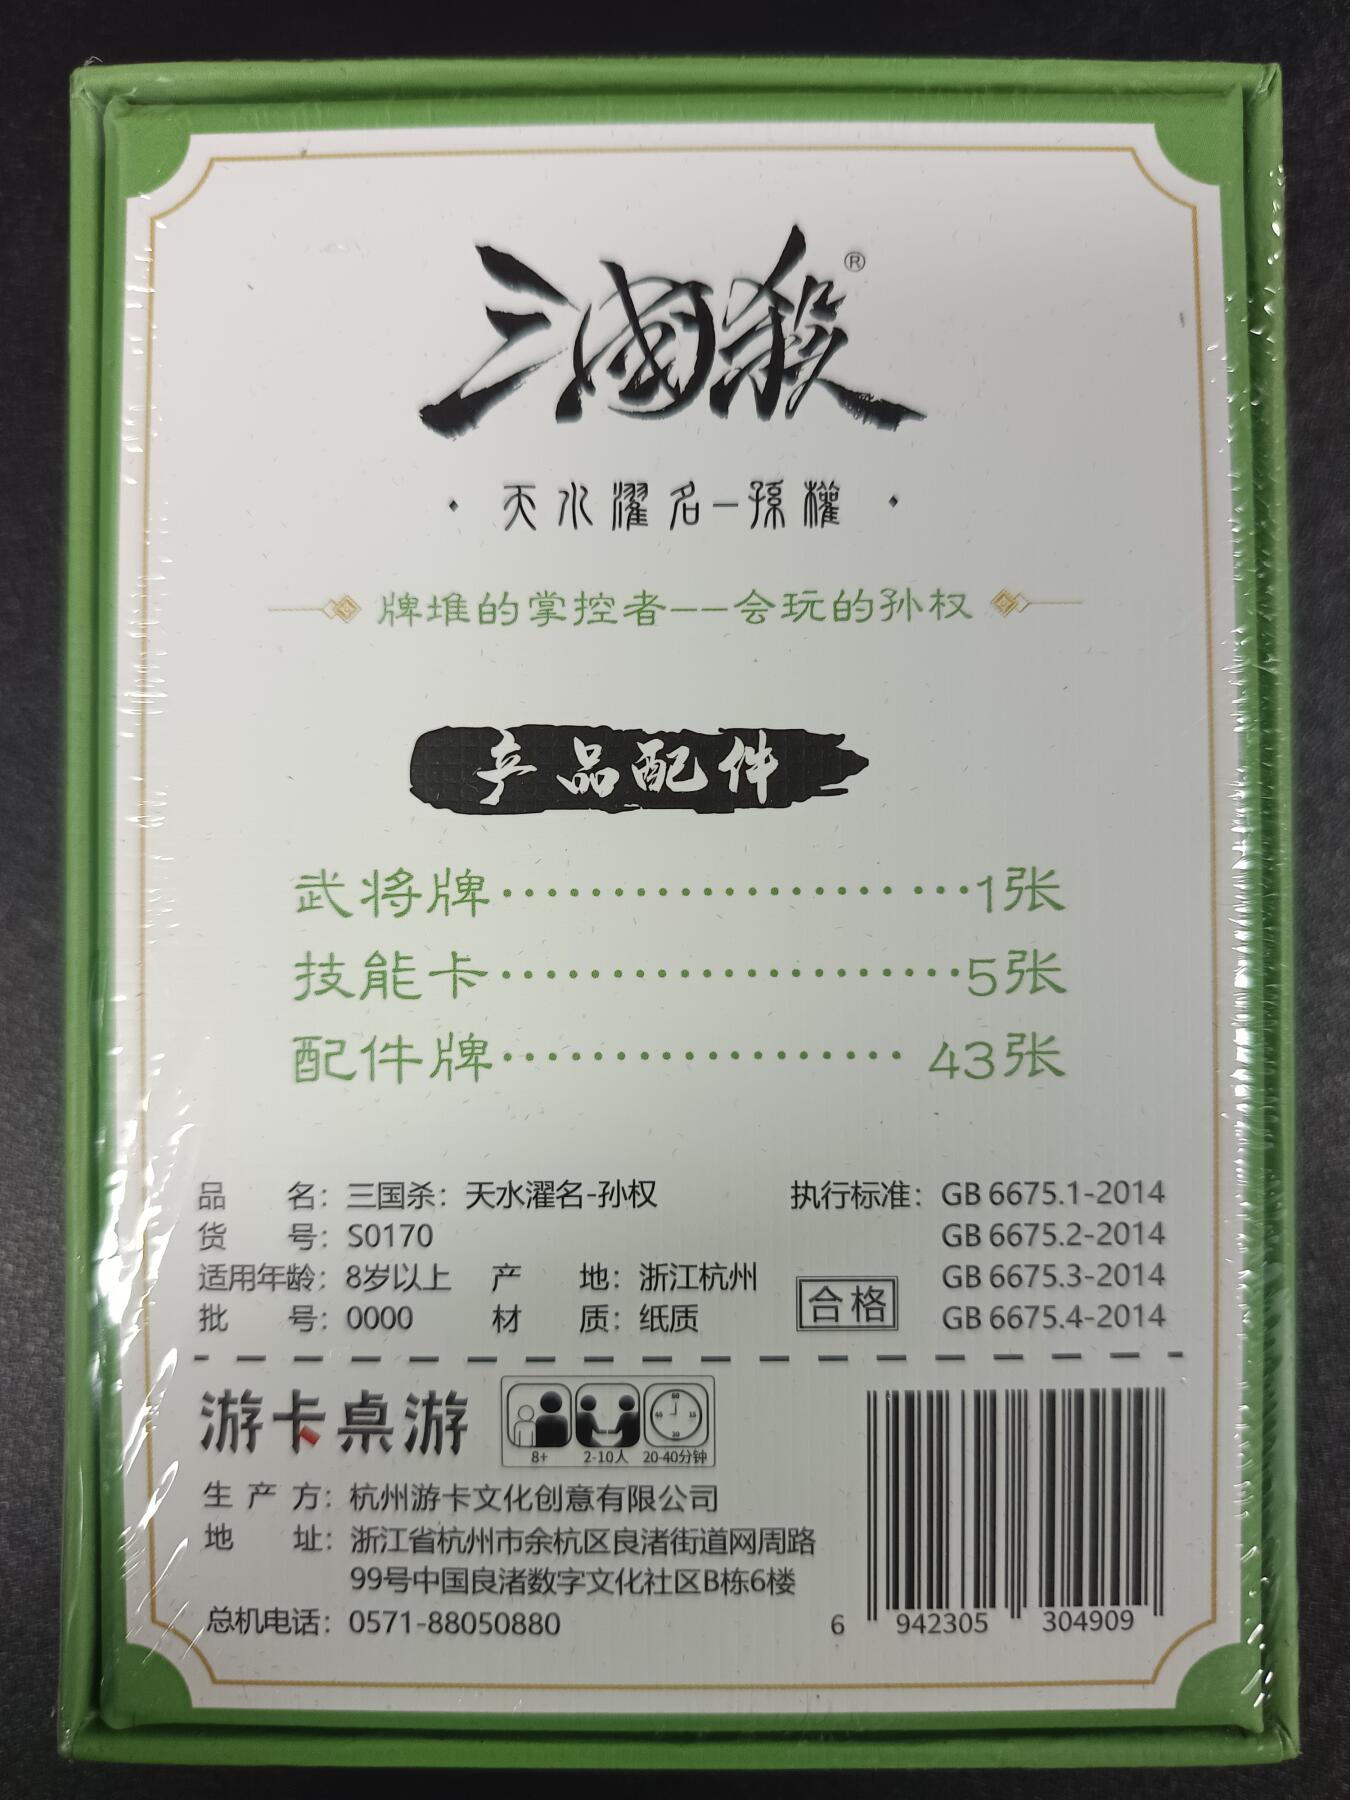 三國殺®
·天水濯名—孫權·
牌堆的掌控者——会玩的孙权
产品配件
武将牌·····················1张
技能卡·····················5张
配件牌··················43张
品名：三国杀：天水濯名-孙权
货号：S0170
适用年龄：8岁以上 产地：浙江杭州
批号：0000 材质：纸质
执行标准：GB 6675.1-2014
GB 6675.2-2014
GB 6675.3-2014
GB 6675.4-2014
合格
游卡桌游
60
45 15
30
8+ 2-10人 20-40分钟
生产方：杭州游卡文化创意有限公司
地址：浙江省杭州市余杭区良渚街道网周路
99号中国良渚数字文化社区B栋6楼
总机电话：0571-88050880
6 942305 304909